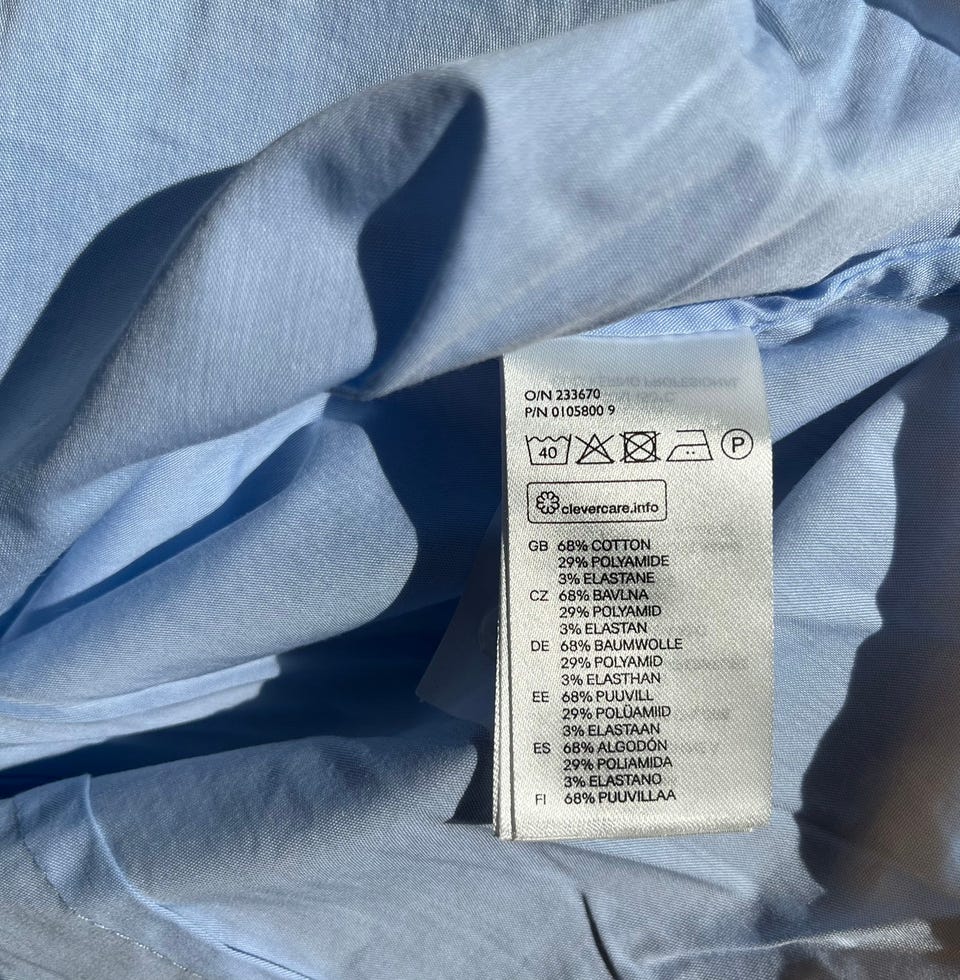 O/N 233670
P/N 0105800 9
40 P
clevercare.info
GB 68% COTTON
29% POLYAMIDE
3% ELASTANE
CZ 68% BAVLNA
29% POLYAMID
3% ELASTAN
DE 68% BAUMWOLLE
29% POLYAMID
3% ELASTHAN
EE 68% PUUVILL
29% POLÜAMIID
3% ELASTAAN
ES 68% ALGODÓN
29% POLIAMIDA
3% ELASTANO
FI 68% PUUVILLAA